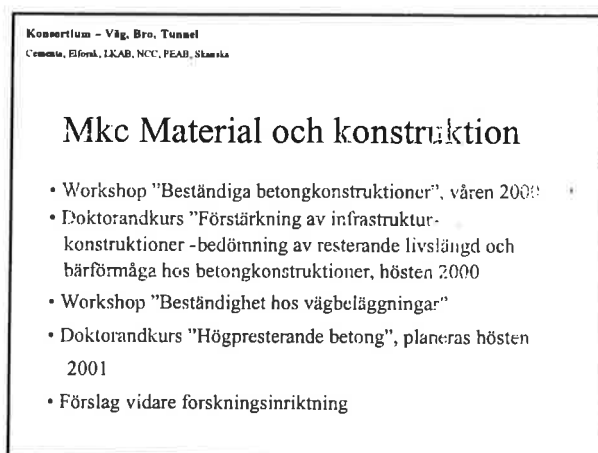 Konsortium – Väg, Bro, Tunnel
Cementa, Elforsk, LKAB, NCC, PEAB, Skanska
Mkc Material och konstruktion
• Workshop ”Beständiga betongkonstruktioner”, våren 2000
• Doktorandkurs ”Förstärkning av infrastruktur-
konstruktioner -bedömning av resterande livslängd och
bärförmåga hos betongkonstruktioner, hösten 2000
• Workshop ”Beständighet hos vägbeläggningar”
• Doktorandkurs ”Högpresterande betong”, planeras hösten
2001
• Förslag vidare forskningsinriktning